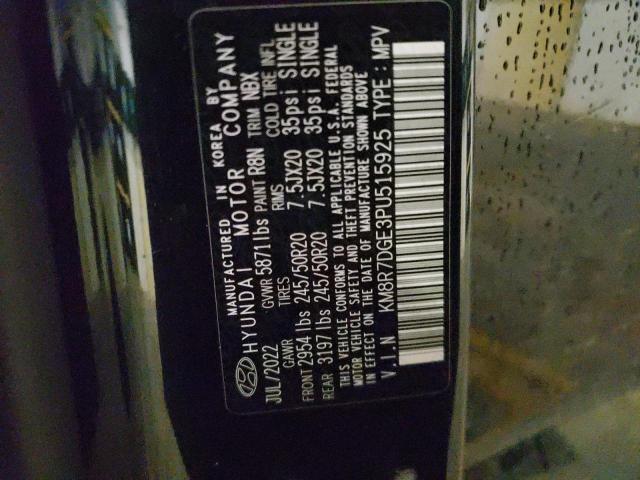 MANUFACTURED IN KOREA BY
HYUNDAI MOTOR COMPANY
JUL/2022 GVWR 5871lbs PAINT R8N TRIM NBX
GAWR TIRES RIMS COLD TIRE INFL
FRONT 2954 lbs 245/50R20 7.5JX20 35psi SINGLE
REAR 3197 lbs 245/50R20 7.5JX20 35psi SINGLE
THIS VEHICLE CONFORMS TO ALL APPLICABLE U.S.A. FEDERAL
MOTOR VEHICLE SAFETY AND THEFT PREVENTION STANDARDS
IN EFFECT ON THE DATE OF MANUFACTURE SHOWN ABOVE
V.I.N KM8R7DGE3PU515925 TYPE : MPV